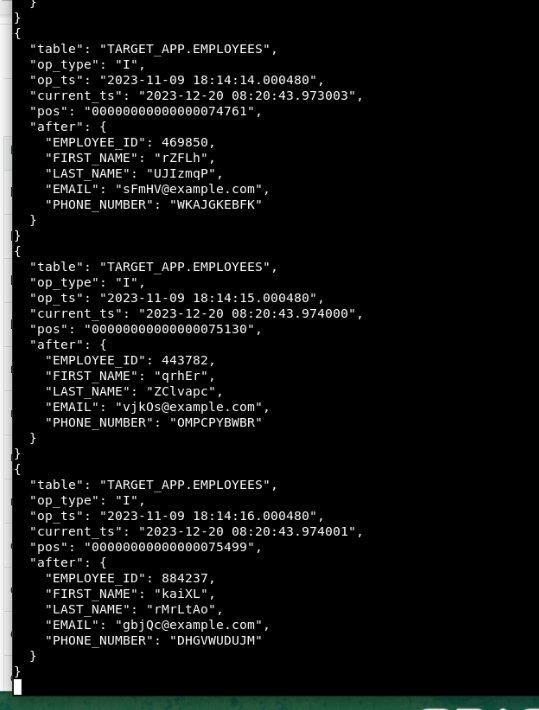 }
}
{
  "table": "TARGET_APP.EMPLOYEES",
  "op_type": "I",
  "op_ts": "2023-11-09 18:14:14.000480",
  "current_ts": "2023-12-20 08:20:43.973003",
  "pos": "00000000000000074761",
  "after": {
    "EMPLOYEE_ID": 469850,
    "FIRST_NAME": "rZFLh",
    "LAST_NAME": "UJIzmqP",
    "EMAIL": "sFmHV@example.com",
    "PHONE_NUMBER": "WKAJGKEBFK"
  }
}
{
  "table": "TARGET_APP.EMPLOYEES",
  "op_type": "I",
  "op_ts": "2023-11-09 18:14:15.000480",
  "current_ts": "2023-12-20 08:20:43.974000",
  "pos": "00000000000000075130",
  "after": {
    "EMPLOYEE_ID": 443782,
    "FIRST_NAME": "qrhEr",
    "LAST_NAME": "ZClvapc",
    "EMAIL": "vjkOs@example.com",
    "PHONE_NUMBER": "OMPCPYBWBR"
  }
}
{
  "table": "TARGET_APP.EMPLOYEES",
  "op_type": "I",
  "op_ts": "2023-11-09 18:14:16.000480",
  "current_ts": "2023-12-20 08:20:43.974001",
  "pos": "00000000000000075499",
  "after": {
    "EMPLOYEE_ID": 884237,
    "FIRST_NAME": "kaiXL",
    "LAST_NAME": "rMrLtAo",
    "EMAIL": "gbjQc@example.com",
    "PHONE_NUMBER": "DHGVWUDUJM"
  }
}